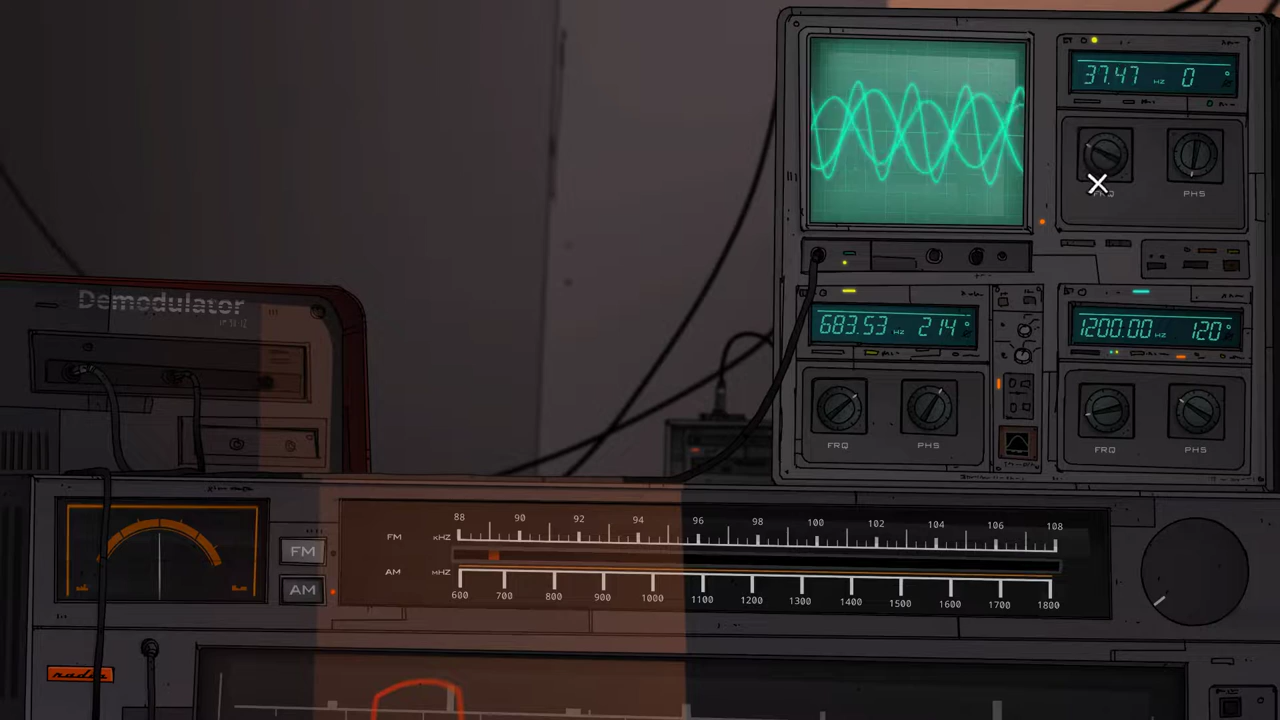 37.47 HZ 0 °
FRQ PHS
Demodulator
683.53 HZ 214 °
1200.00 HZ 120 °
FRQ PHS
FRQ PHS
88 90 92 94 96 98 100 102 104 106 108
FM KHZ
FM
AM MHZ
AM
600 700 800 900 1000 1100 1200 1300 1400 1500 1600 1700 1800